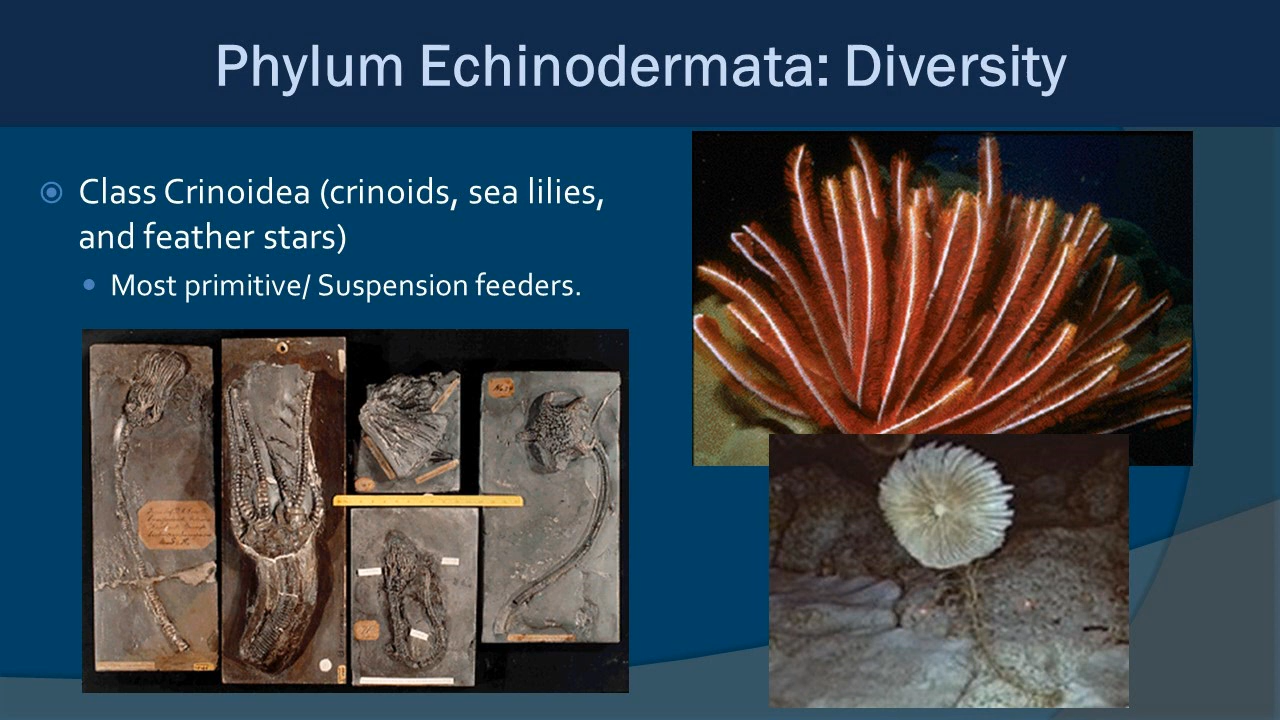 Phylum Echinodermata: Diversity
Class Crinoidea (crinoids, sea lilies,
and feather stars)
Most primitive/ Suspension feeders.